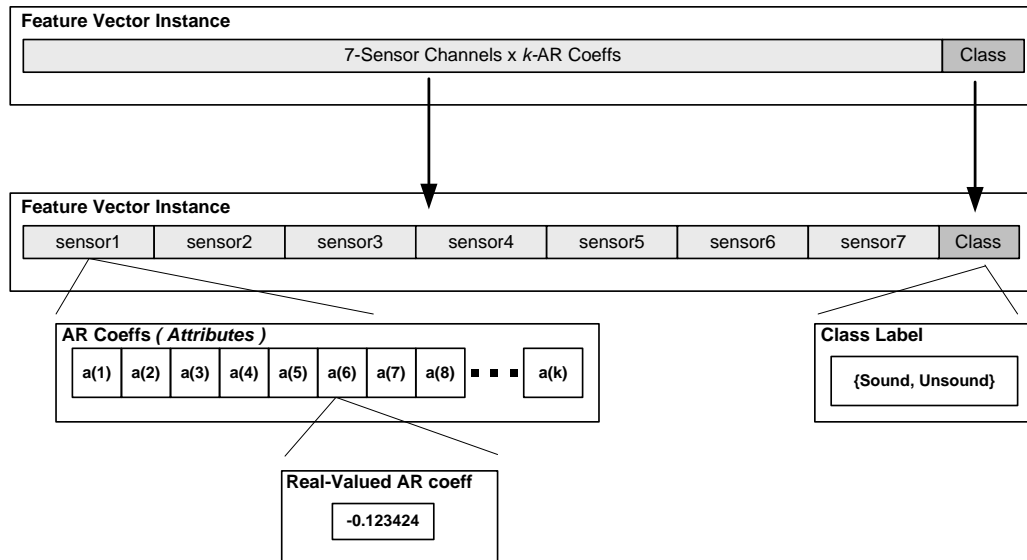 Feature Vector Instance
7-Sensor Channels x k-AR Coeffs
Class
Feature Vector Instance
sensor1 sensor2 sensor3 sensor4 sensor5 sensor6 sensor7 Class
AR Coeffs ( Attributes )
a(1) a(2) a(3) a(4) a(5) a(6) a(7) a(8) a(k)
Class Label
{Sound, Unsound}
Real-Valued AR coeff
-0.123424